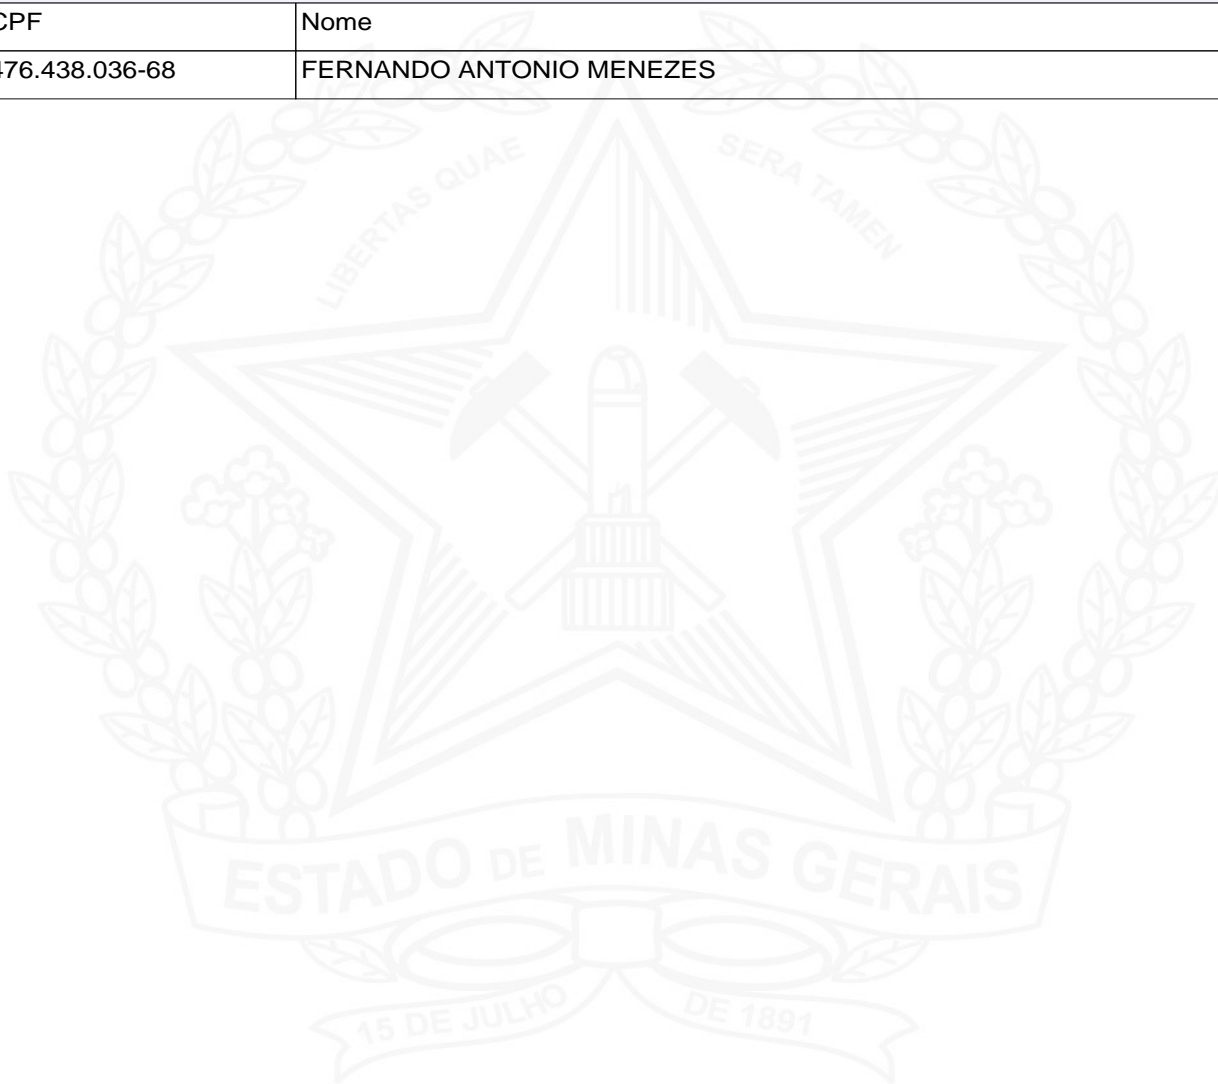 CPF Nome
476.438.036-68 FERNANDO ANTONIO MENEZES
LIBERTAS QUAE SERA TAMEN
ESTADO DE MINAS GERAIS
15 DE JULHO DE 1891